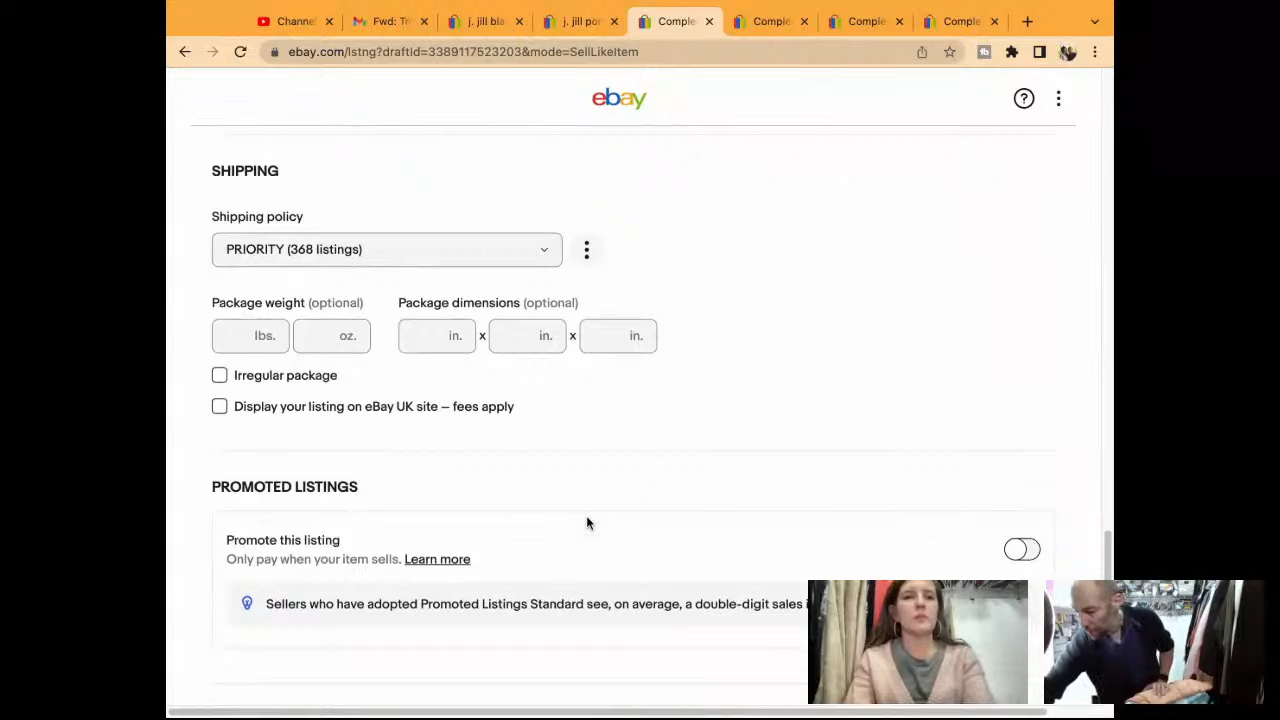 Channel
Fwd: Tr
j. jill bla
j. jill pon
Comple
Comple
Comple
Comple
ebay.com/lstng?draftId=3389117523203&mode=SellLikeItem
ebay
SHIPPING
Shipping policy
PRIORITY (368 listings)
Package weight (optional)
Package dimensions (optional)
lbs.
oz.
in. x in. x in.
Irregular package
Display your listing on eBay UK site – fees apply
PROMOTED LISTINGS
Promote this listing
Only pay when your item sells. Learn more
Sellers who have adopted Promoted Listings Standard see, on average, a double-digit sales i